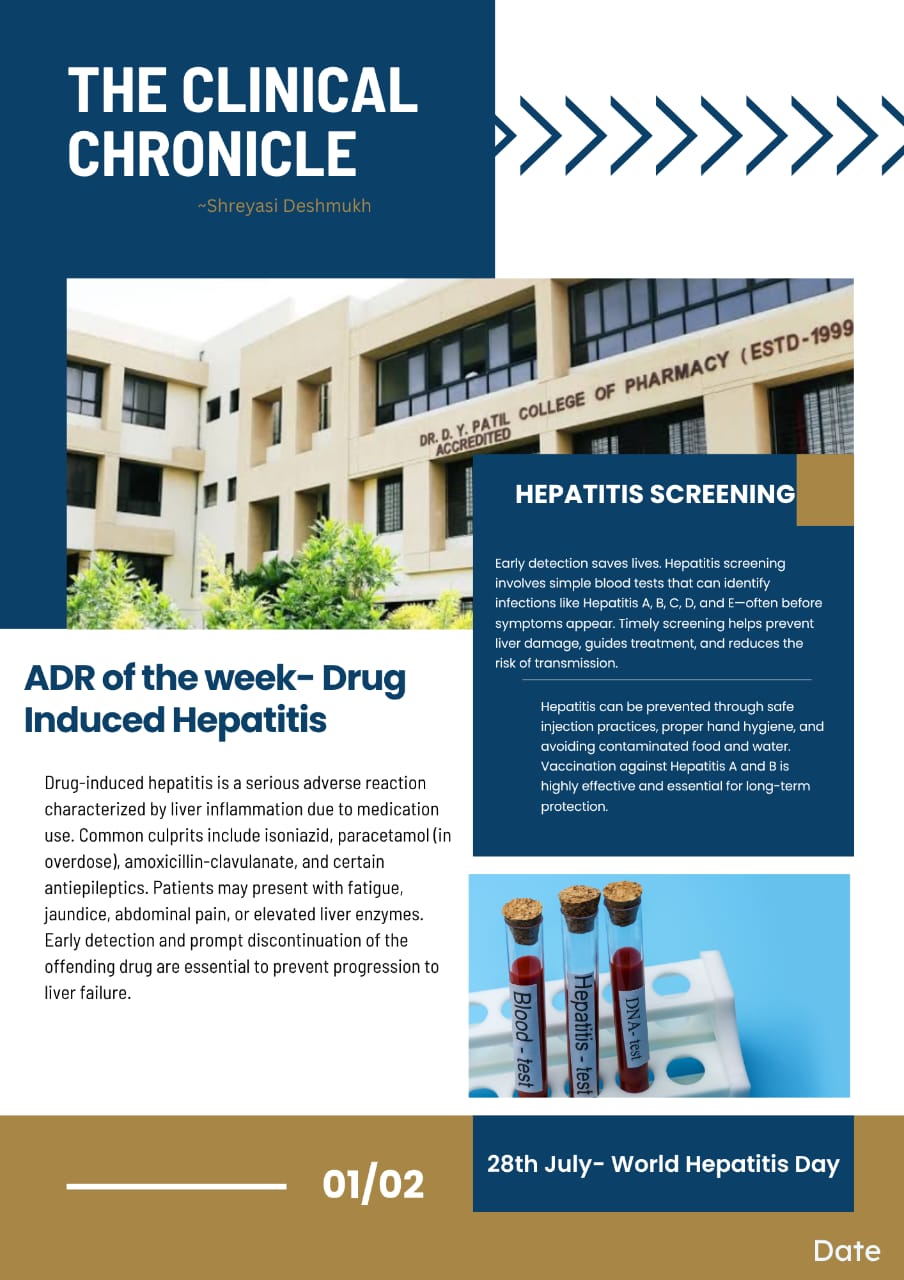 THE CLINICAL
CHRONICLE
~Shreyasi Deshmukh
DR. D. Y. PATIL COLLEGE OF PHARMACY (ESTD-1999
ACCREDITED
HEPATITIS SCREENING
Early detection saves lives. Hepatitis screening
involves simple blood tests that can identify
infections like Hepatitis A, B, C, D, and E—often before
symptoms appear. Timely screening helps prevent
liver damage, guides treatment, and reduces the
risk of transmission.
Hepatitis can be prevented through safe
injection practices, proper hand hygiene, and
avoiding contaminated food and water.
Vaccination against Hepatitis A and B is
highly effective and essential for long-term
protection.
ADR of the week- Drug
Induced Hepatitis
Drug-induced hepatitis is a serious adverse reaction
characterized by liver inflammation due to medication
use. Common culprits include isoniazid, paracetamol (in
overdose), amoxicillin-clavulanate, and certain
antiepileptics. Patients may present with fatigue,
jaundice, abdominal pain, or elevated liver enzymes.
Early detection and prompt discontinuation of the
offending drug are essential to prevent progression to
liver failure.
Blood - test
Hepatitis - test
DNA- test
01/02
28th July- World Hepatitis Day
Date